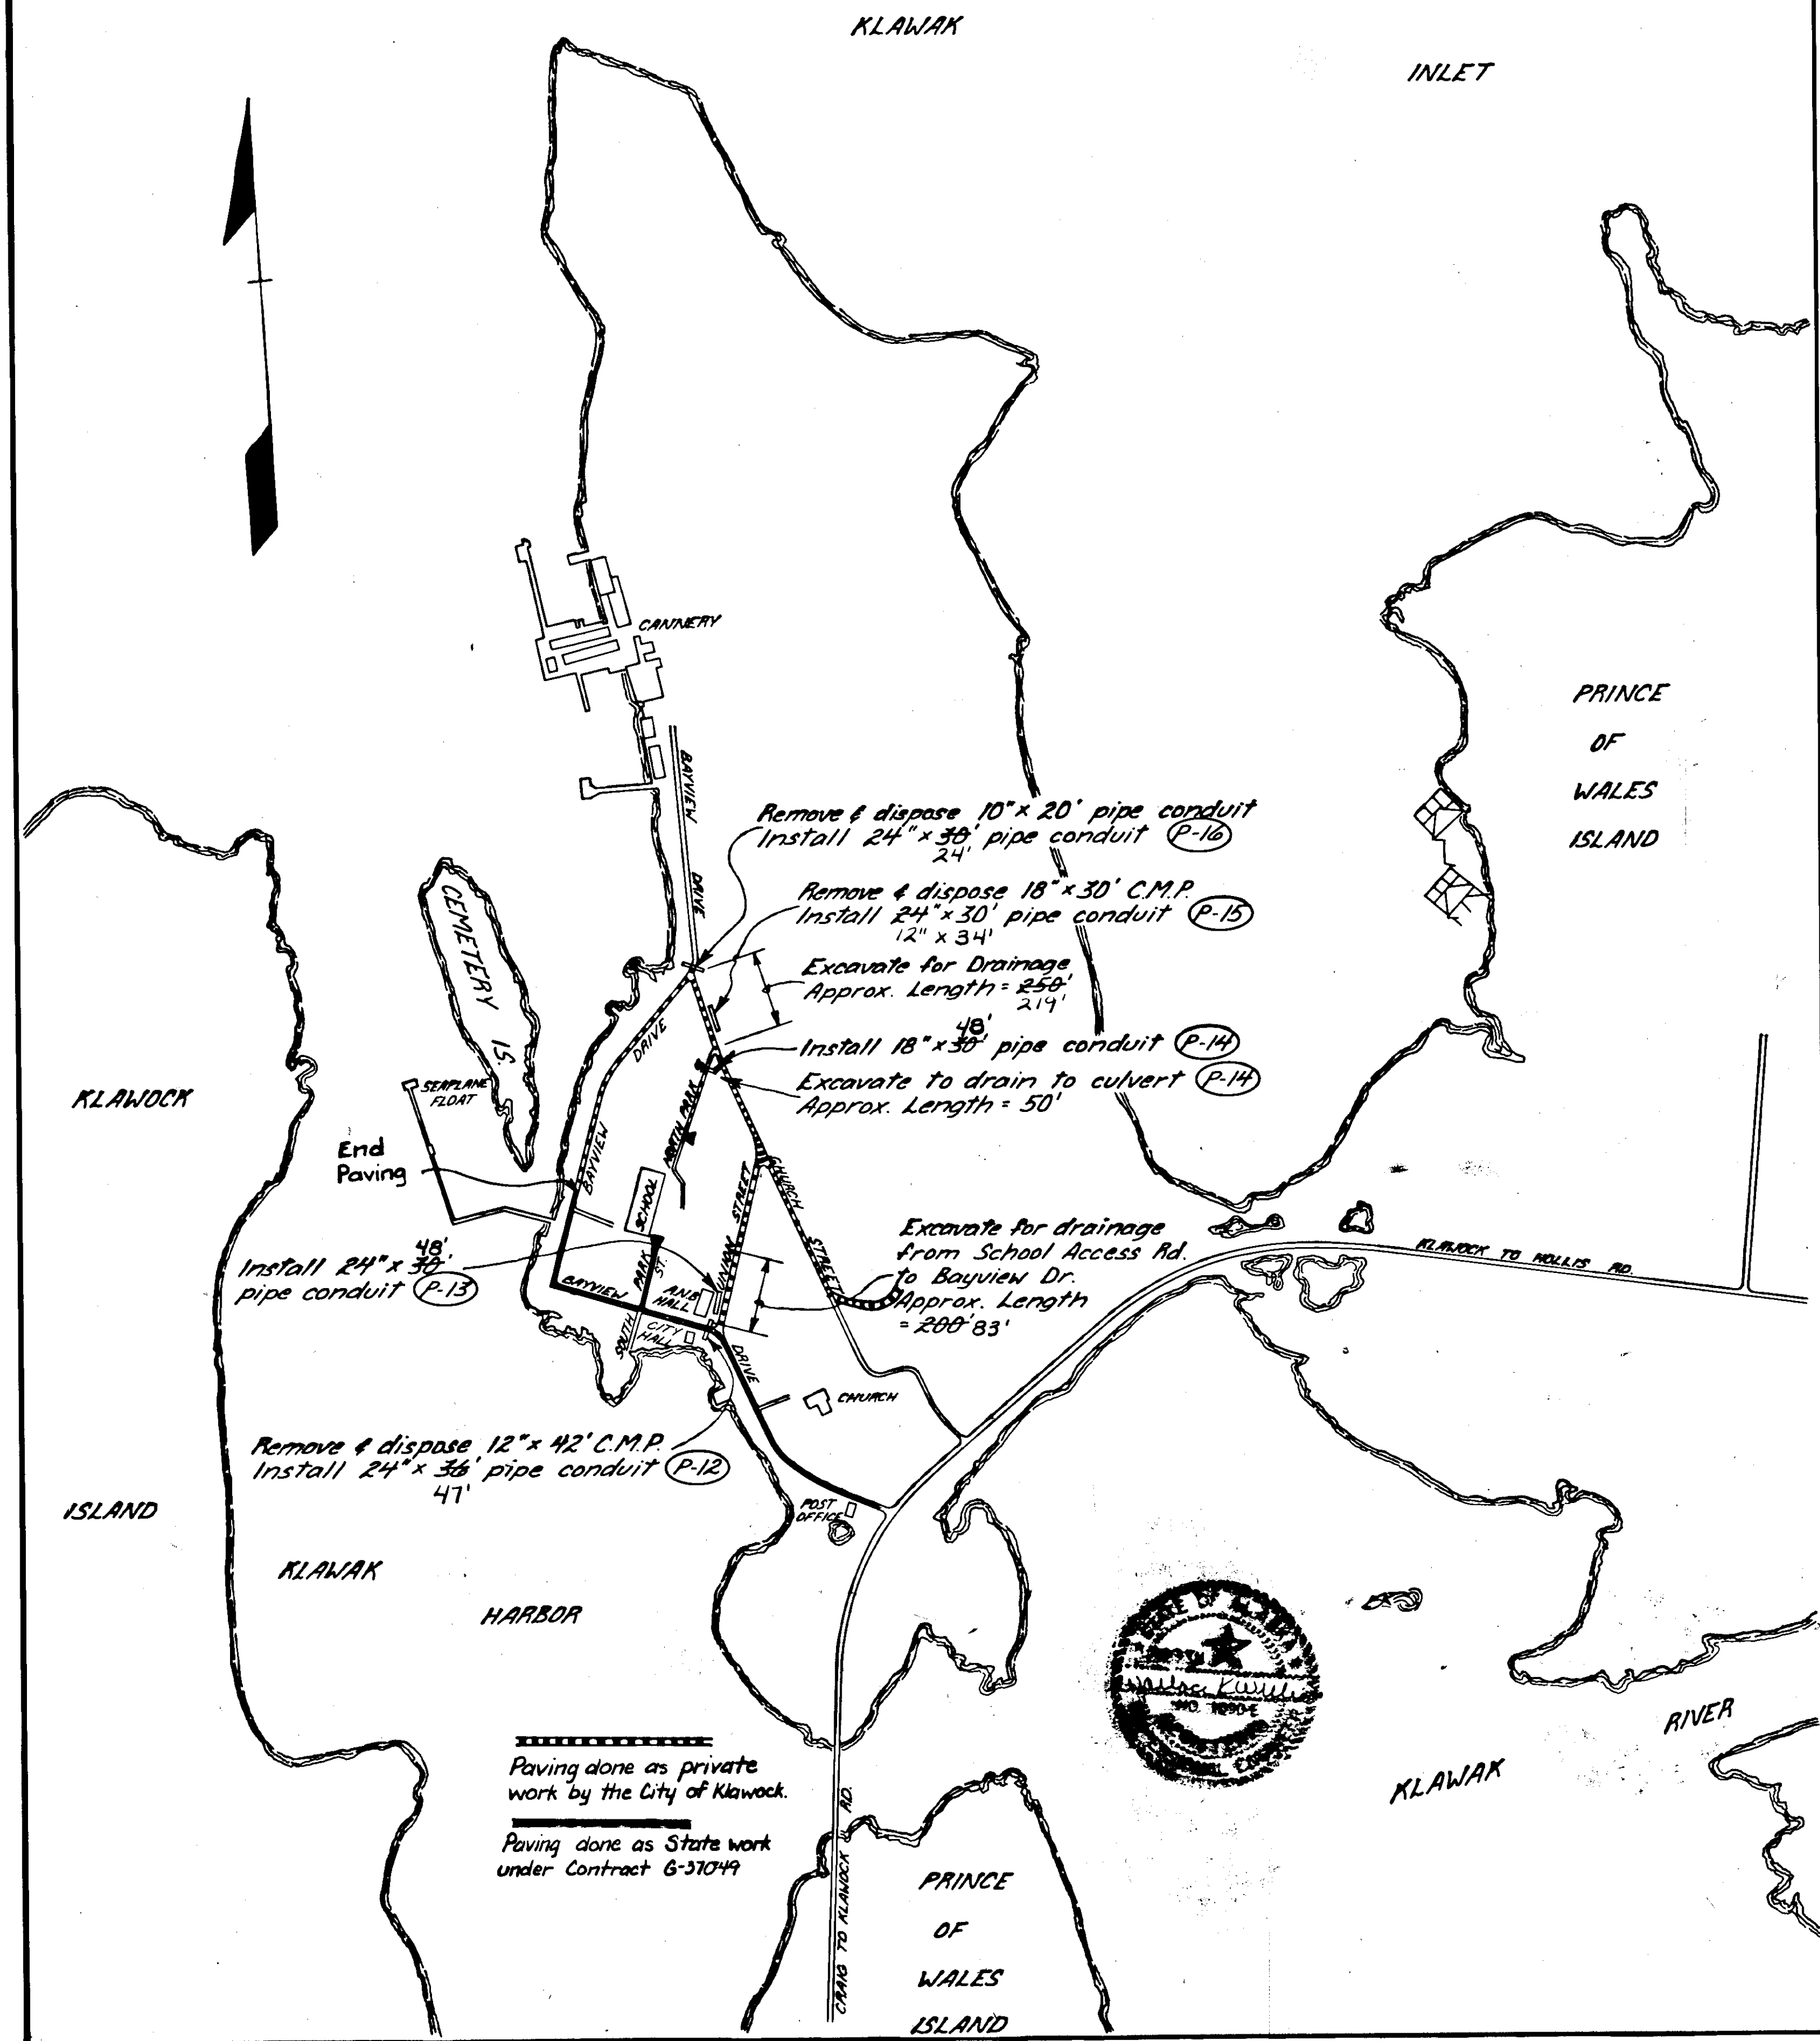 KLAWAK
INLET
CANNERY
PRINCE
OF
WALES
ISLAND
BAYVIEW
DRIVE
Remove & dispose 10" x 20' pipe conduit
Install 24" x 30' pipe conduit P-16
24'
Remove & dispose 18" x 30' C.M.P.
Install 24" x 30' pipe conduit P-15
12" x 34'
Excavate for Drainage
Approx. Length = 250'
219'
48'
Install 18" x 30' pipe conduit P-14
Excavate to drain to culvert P-14
Approx. Length = 50'
CEMETERY IS.
KLAWOCK
SEAPLANE
FLOAT
End
Paving
DRIVE
BAYVIEW
NORTH PARK
SCHOOL
STREET
UNION
CHURCH
STREET
Excavate for drainage
from School Access Rd.
to Bayview Dr.
Approx. Length
= 200' 83'
KLAWOCK TO HOLLIS RD.
48'
Install 24" x 30'
pipe conduit P-13
BAYVIEW
PARK
ST.
A.N.B
HALL
SOUTH
CITY
HALL
DRIVE
CHURCH
Remove & dispose 12" x 42' C.M.P.
Install 24" x 36' pipe conduit P-12
47'
POST
OFFICE
ISLAND
KLAWAK
HARBOR
STATE OF ALASKA
RIVER
KLAWAK
Paving done as private
work by the City of Klawock.
Paving done as State work
under Contract G-37049
CRAIG TO KLAWOCK RD.
PRINCE
OF
WALES
ISLAND